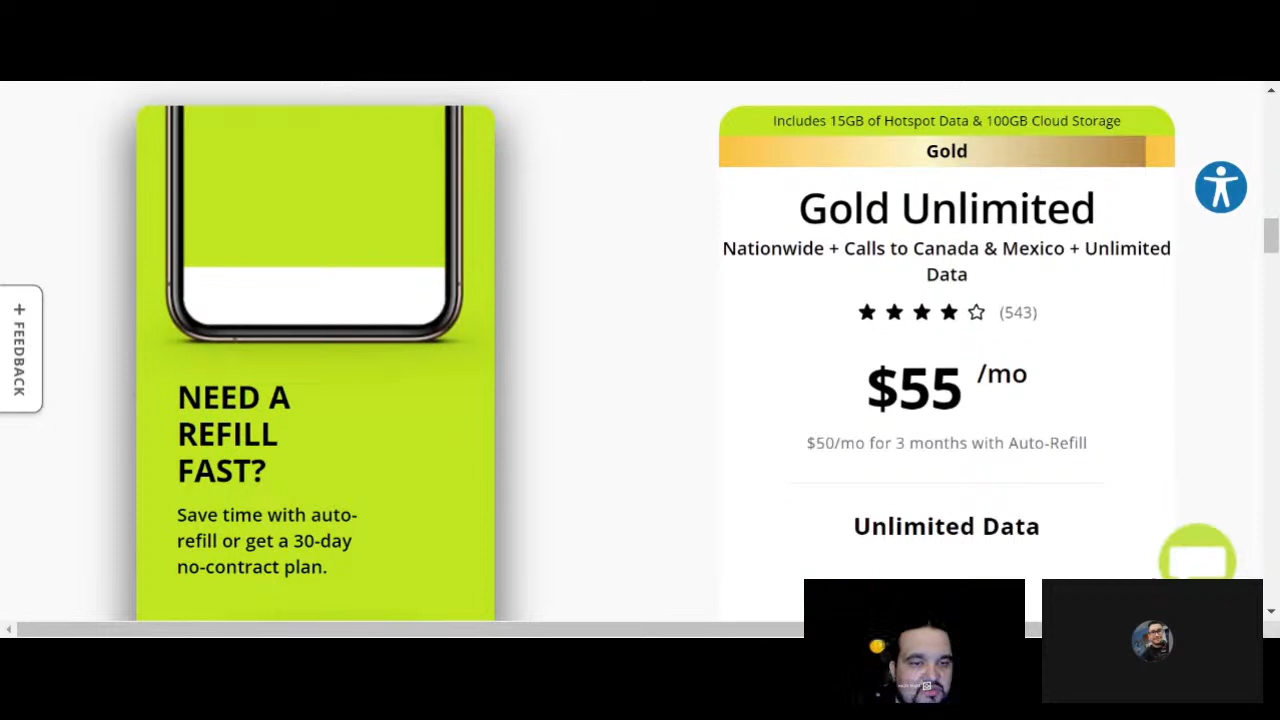 Includes 15GB of Hotspot Data & 100GB Cloud Storage
Gold
Gold Unlimited
Nationwide + Calls to Canada & Mexico + Unlimited
Data
(543)
$55 /mo
$50/mo for 3 months with Auto-Refill
Unlimited Data
NEED A
REFILL
FAST?
Save time with auto-
refill or get a 30-day
no-contract plan.
+ FEEDBACK